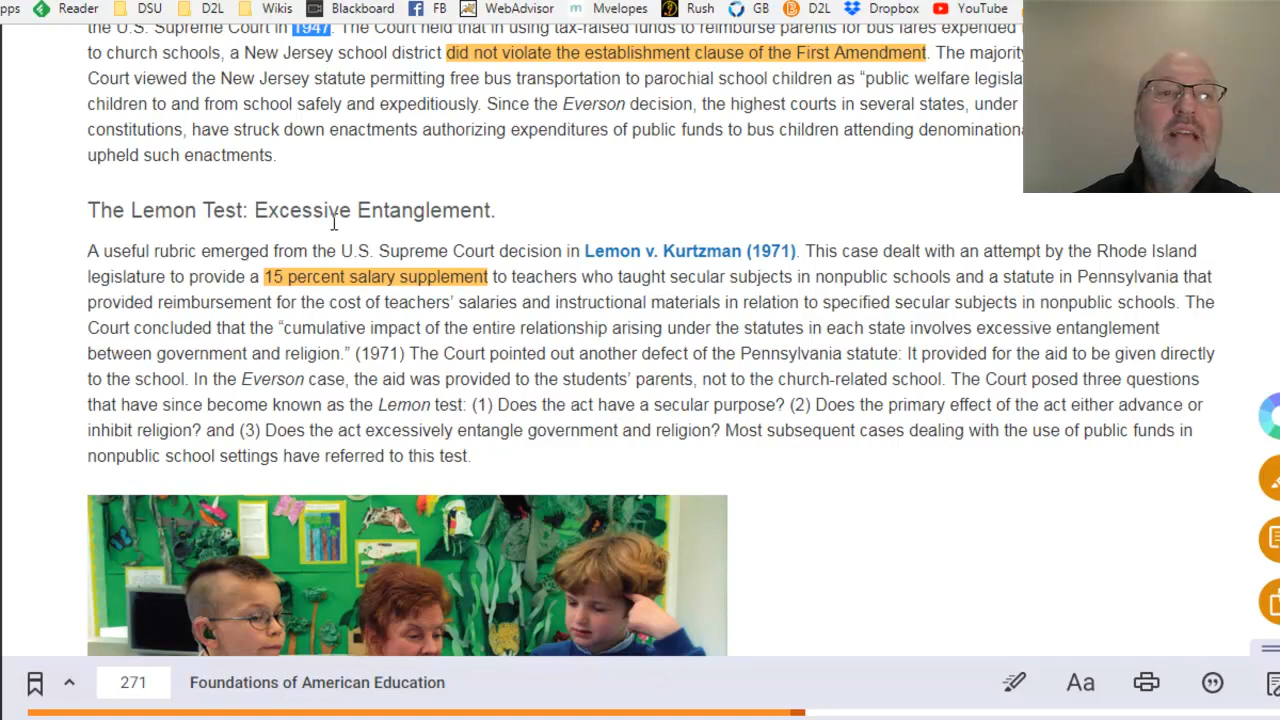 pps Reader DSU D2L Wikis Blackboard FB WebAdvisor Mvelopes Rush GB D2L Dropbox YouTube
the U.S. Supreme Court in 1947. The Court held that in using tax-raised funds to reimburse parents for bus fares expended
to church schools, a New Jersey school district did not violate the establishment clause of the First Amendment. The majority
Court viewed the New Jersey statute permitting free bus transportation to parochial school children as “public welfare legisla
children to and from school safely and expeditiously. Since the Everson decision, the highest courts in several states, under
constitutions, have struck down enactments authorizing expenditures of public funds to bus children attending denominationa
upheld such enactments.
The Lemon Test: Excessive Entanglement.
A useful rubric emerged from the U.S. Supreme Court decision in Lemon v. Kurtzman (1971). This case dealt with an attempt by the Rhode Island
legislature to provide a 15 percent salary supplement to teachers who taught secular subjects in nonpublic schools and a statute in Pennsylvania that
provided reimbursement for the cost of teachers’ salaries and instructional materials in relation to specified secular subjects in nonpublic schools. The
Court concluded that the “cumulative impact of the entire relationship arising under the statutes in each state involves excessive entanglement
between government and religion.” (1971) The Court pointed out another defect of the Pennsylvania statute: It provided for the aid to be given directly
to the school. In the Everson case, the aid was provided to the students’ parents, not to the church-related school. The Court posed three questions
that have since become known as the Lemon test: (1) Does the act have a secular purpose? (2) Does the primary effect of the act either advance or
inhibit religion? and (3) Does the act excessively entangle government and religion? Most subsequent cases dealing with the use of public funds in
nonpublic school settings have referred to this test.
271 Foundations of American Education Aa